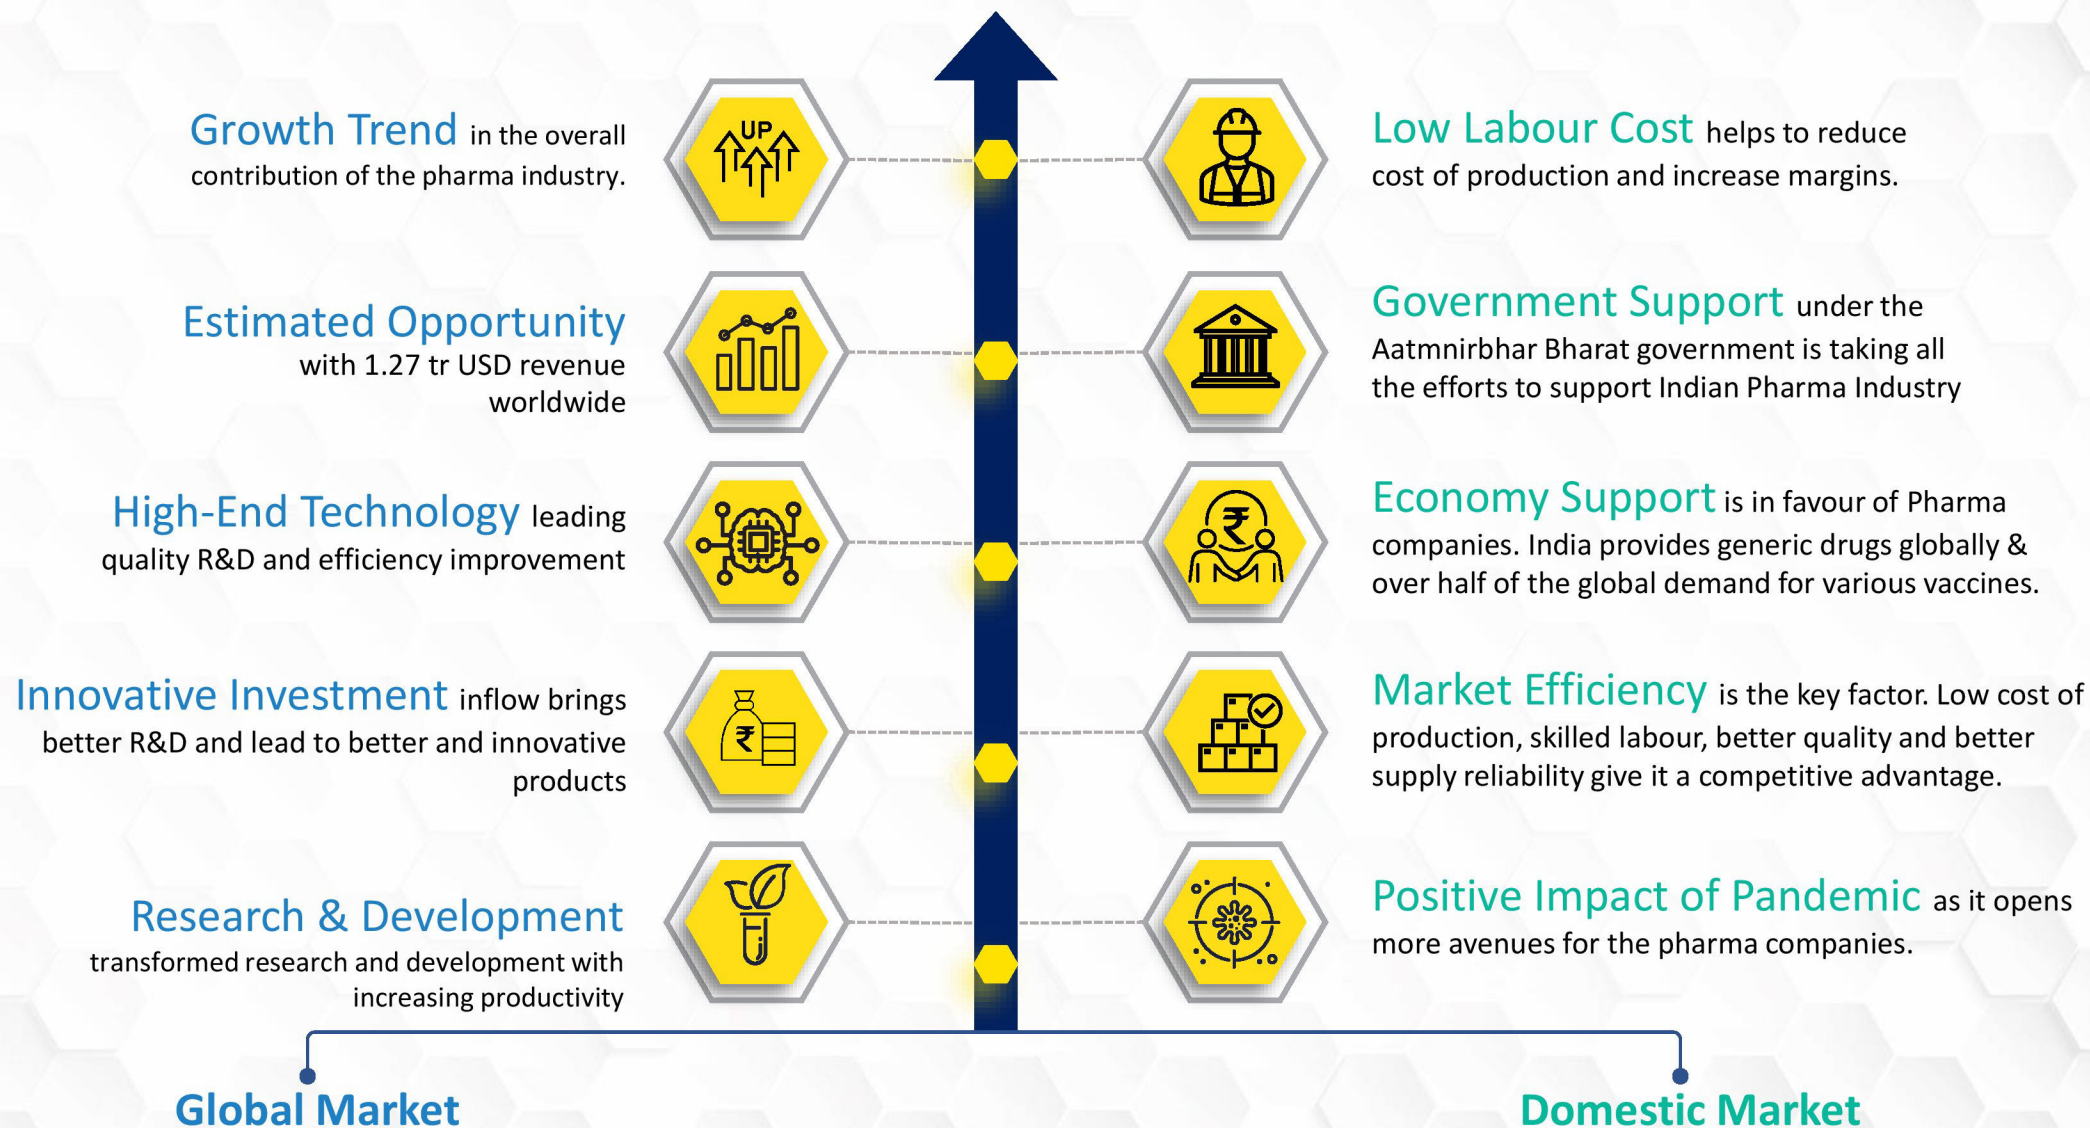 Growth Trend in the overall
contribution of the pharma industry.
UP
Estimated Opportunity
with 1.27 tr USD revenue
worldwide
High-End Technology leading
quality R&D and efficiency improvement
Innovative Investment inflow brings
better R&D and lead to better and innovative
products
₹
Research & Development
transformed research and development with
increasing productivity
Global Market
Low Labour Cost helps to reduce
cost of production and increase margins.
Government Support under the
Aatmnirbhar Bharat government is taking all
the efforts to support Indian Pharma Industry
₹
Economy Support is in favour of Pharma
companies. India provides generic drugs globally &
over half of the global demand for various vaccines.
Market Efficiency is the key factor. Low cost of
production, skilled labour, better quality and better
supply reliability give it a competitive advantage.
Positive Impact of Pandemic as it opens
more avenues for the pharma companies.
Domestic Market